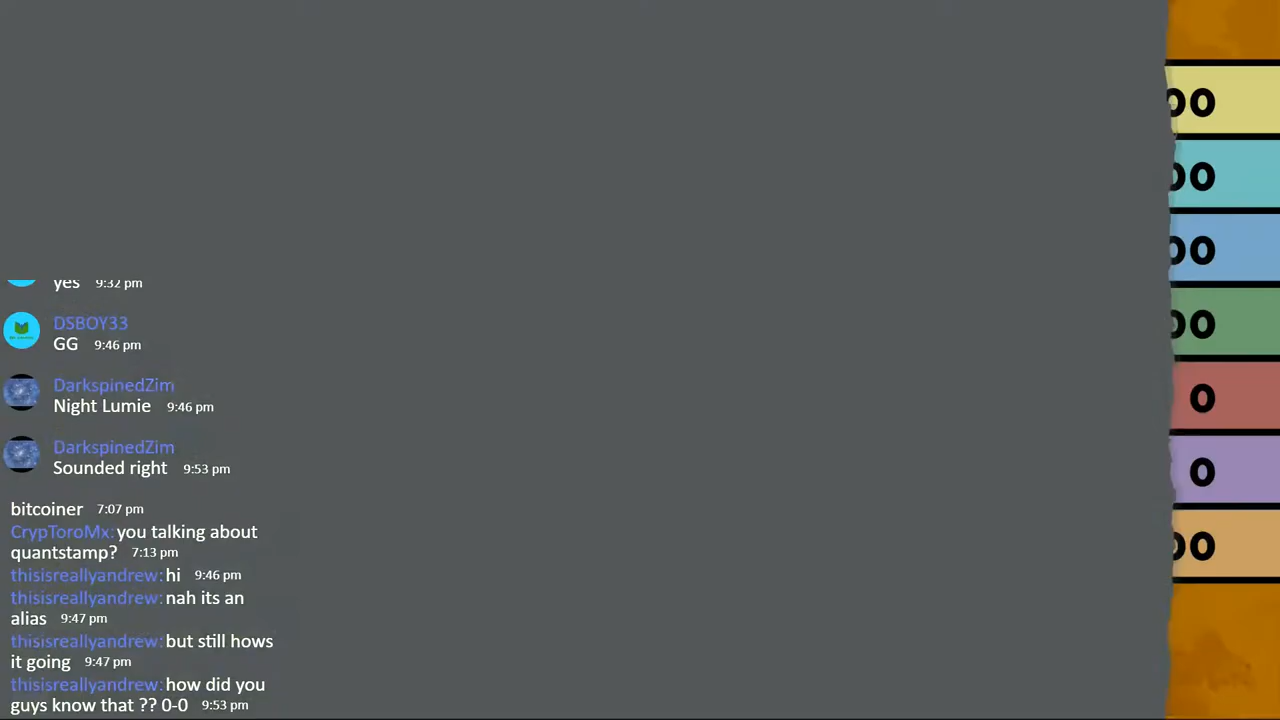 yes 9:32 pm
DSBOY33
GG 9:46 pm
DarkspinedZim
Night Lumie 9:46 pm
DarkspinedZim
Sounded right 9:53 pm
bitcoiner 7:07 pm
CrypToroMx: you talking about
quantstamp? 7:13 pm
thisisreallyandrew: hi 9:46 pm
thisisreallyandrew: nah its an
alias 9:47 pm
thisisreallyandrew: but still hows
it going 9:47 pm
thisisreallyandrew: how did you
guys know that ?? 0-0 9:53 pm
00
00
00
00
0
0
00